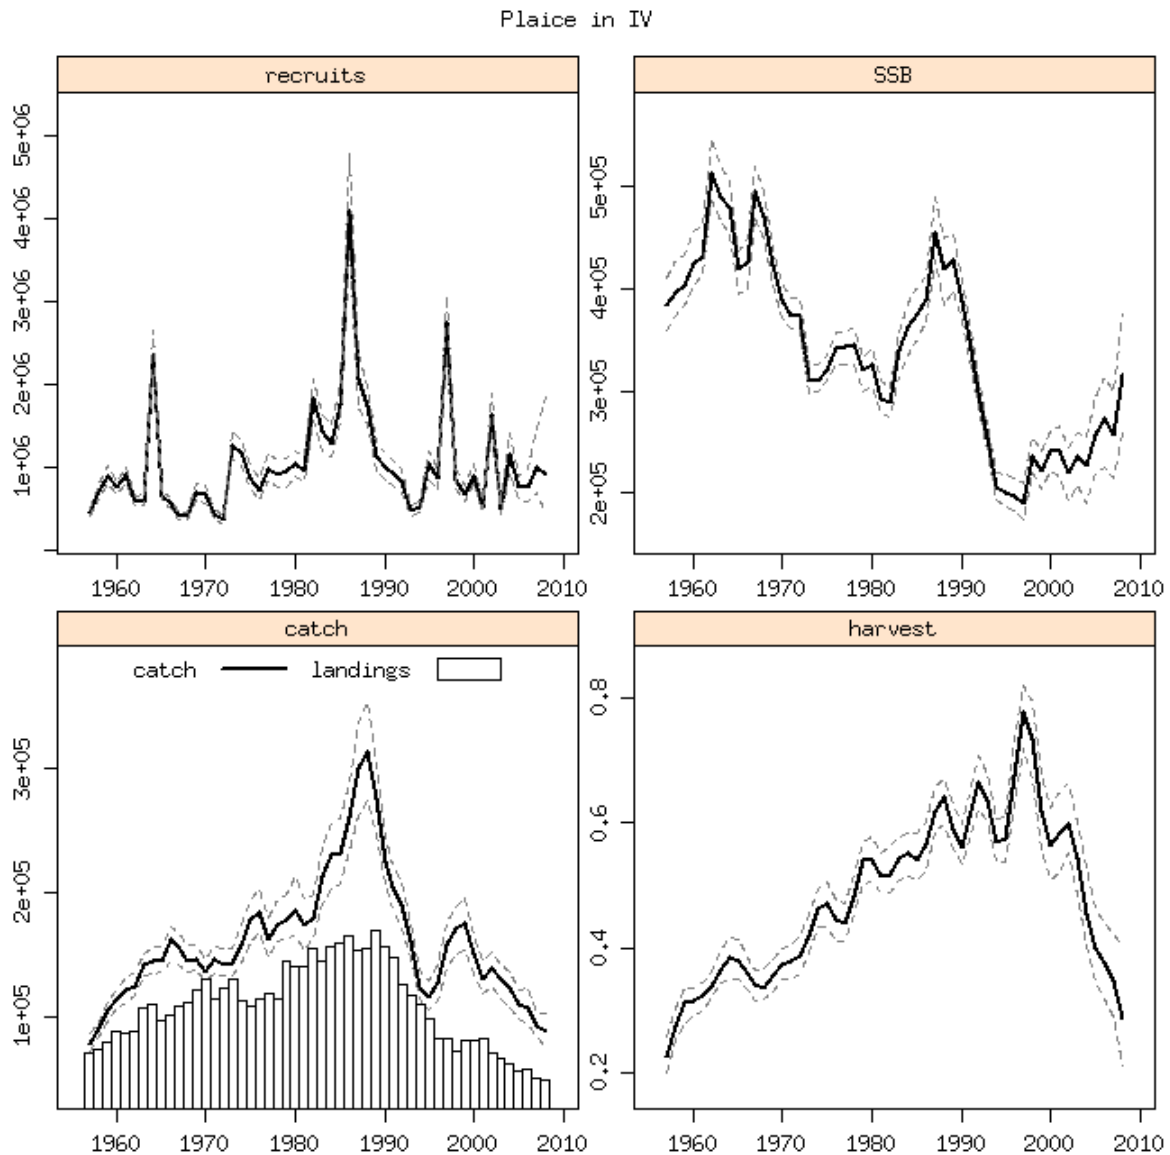 Plaice in IV
recruits
5e+06
4e+06
3e+06
2e+06
1e+06
1960 1970 1980 1990 2000 2010
SSB
5e+05
4e+05
3e+05
2e+05
1960 1970 1980 1990 2000 2010
catch
catch landings
3e+05
2e+05
1e+05
1960 1970 1980 1990 2000 2010
harvest
0.8
0.6
0.4
0.2
1960 1970 1980 1990 2000 2010